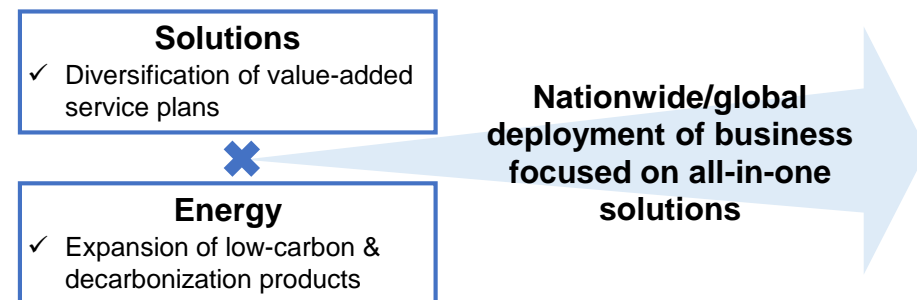 Solutions
✓ Diversification of value-added
service plans
Energy
✓ Expansion of low-carbon &
decarbonization products
Nationwide/global
deployment of business
focused on all-in-one
solutions